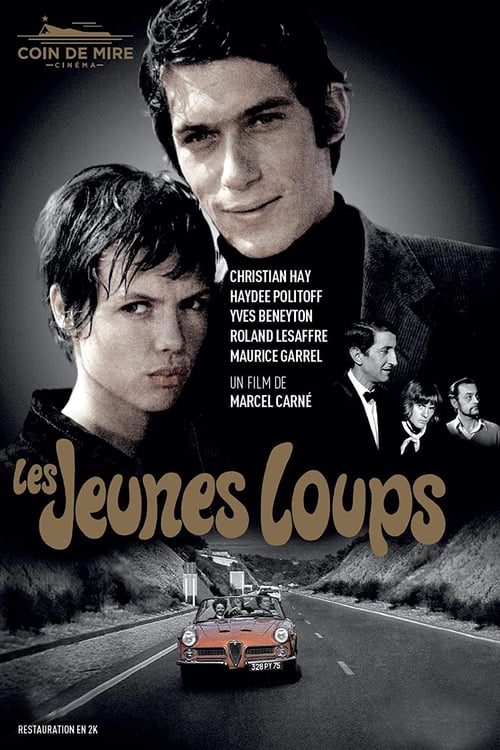 COIN DE MIRE
CINÉMA
CHRISTIAN HAY
HAYDEE POLITOFF
YVES BENEYTON
ROLAND LESAFFRE
MAURICE GARREL
UN FILM DE
MARCEL CARNÉ
Les Jeunes Loups
328 PY 75
RESTAURATION EN 2K